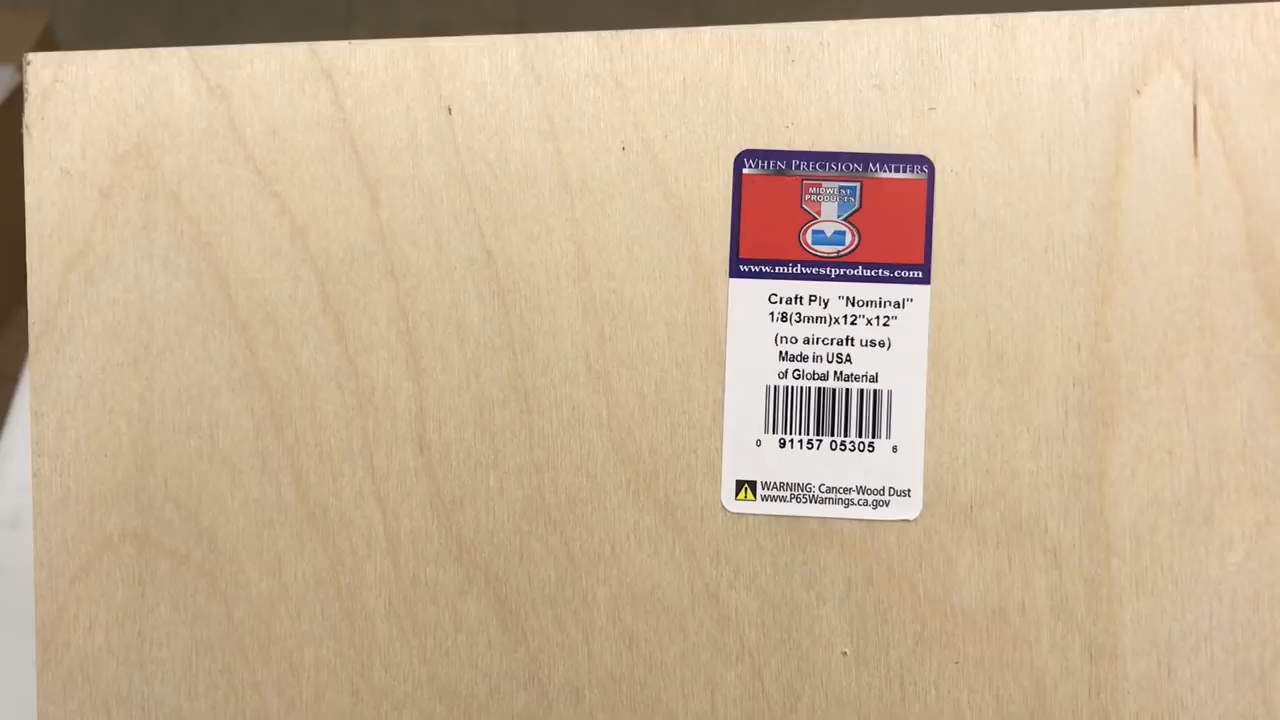 WHEN PRECISION MATTERS
MIDWEST
PRODUCTS
www.midwestproducts.com
Craft Ply "Nominal"
1/8(3mm)x12"x12"
(no aircraft use)
Made in USA
of Global Material
0 91157 05305 6
WARNING: Cancer-Wood Dust
www.P65Warnings.ca.gov